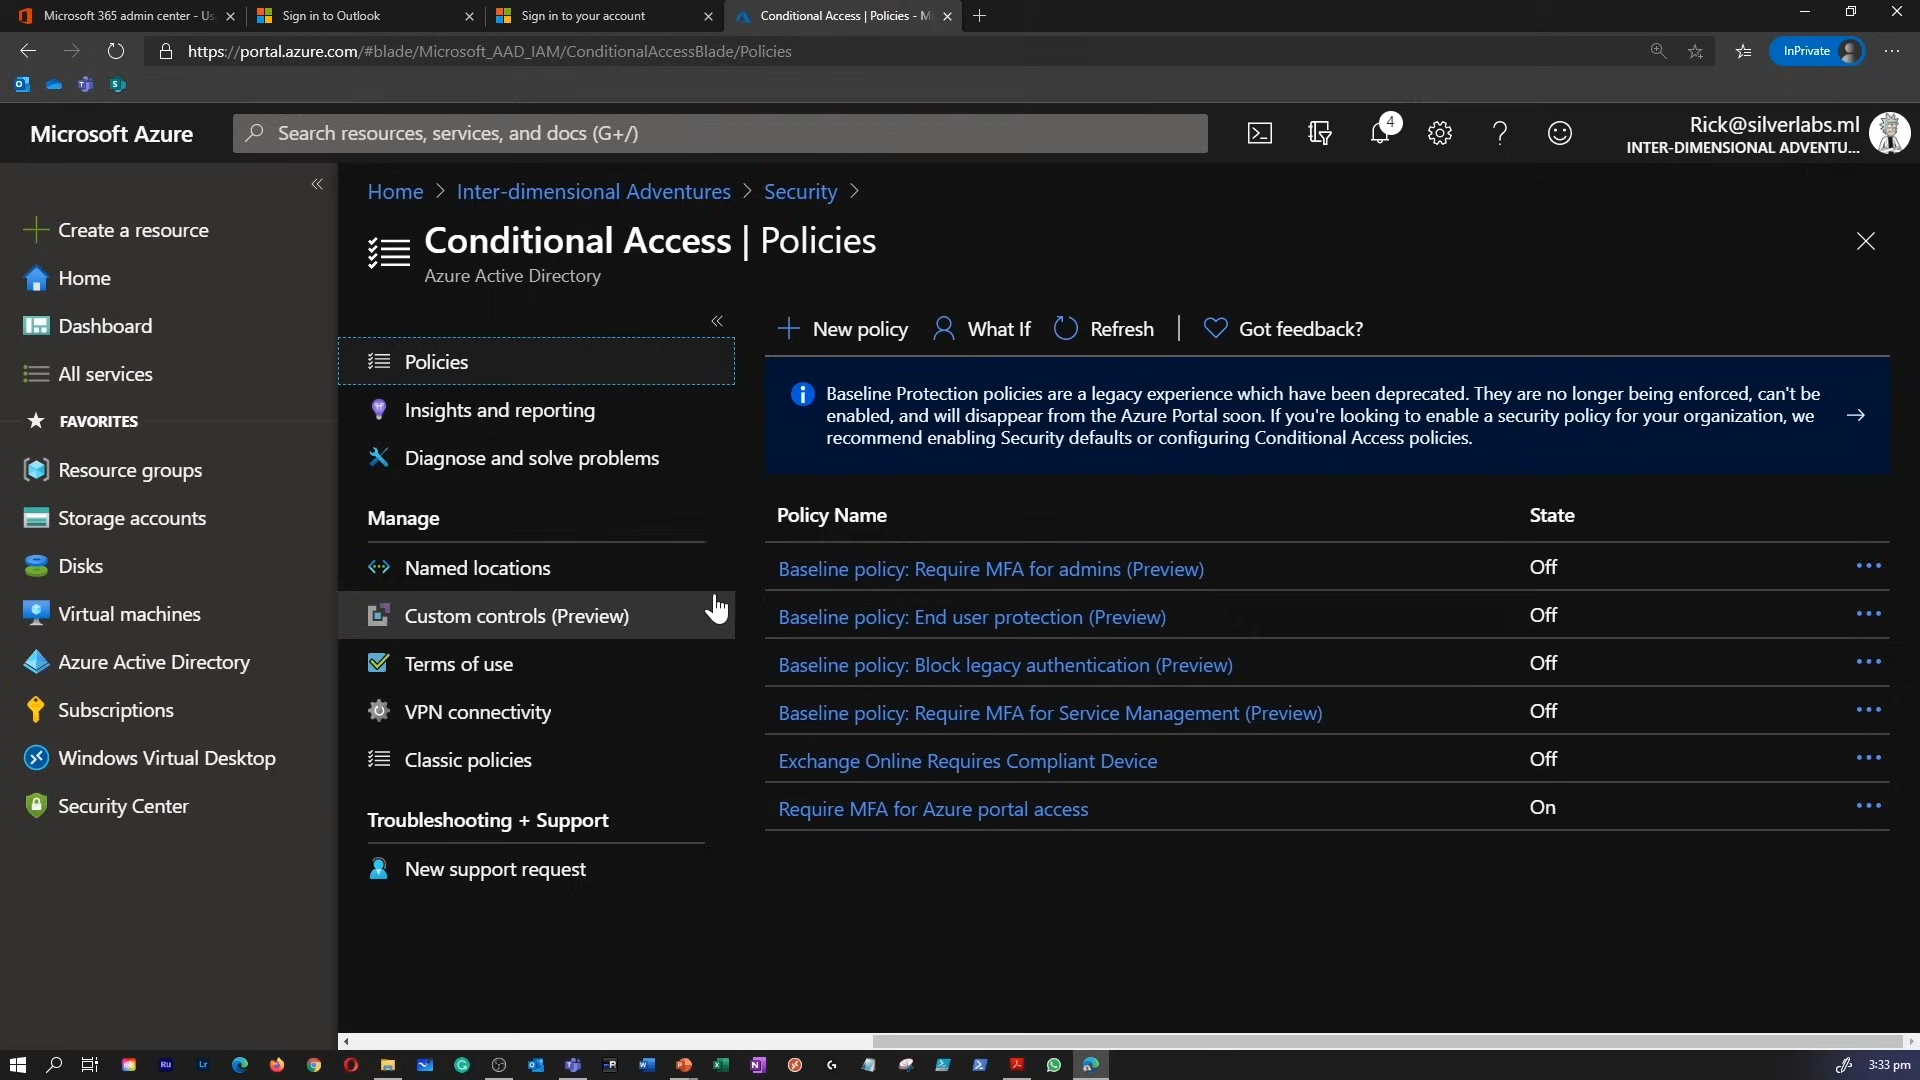 Microsoft 365 admin center - Us
Sign in to Outlook
Sign in to your account
Conditional Access | Policies - M
https://portal.azure.com/#blade/Microsoft_AAD_IAM/ConditionalAccessBlade/Policies
InPrivate
Microsoft Azure
Search resources, services, and docs (G+/)
4
Rick@silverlabs.ml
INTER-DIMENSIONAL ADVENTU...
Create a resource
Home
Dashboard
All services
FAVORITES
Resource groups
Storage accounts
Disks
Virtual machines
Azure Active Directory
Subscriptions
Windows Virtual Desktop
Security Center
Home > Inter-dimensional Adventures > Security >
Conditional Access | Policies
Azure Active Directory
Policies
Insights and reporting
Diagnose and solve problems
Manage
Named locations
Custom controls (Preview)
Terms of use
VPN connectivity
Classic policies
Troubleshooting + Support
New support request
New policy What If Refresh Got feedback?
Baseline Protection policies are a legacy experience which have been deprecated. They are no longer being enforced, can't be
enabled, and will disappear from the Azure Portal soon. If you're looking to enable a security policy for your organization, we
recommend enabling Security defaults or configuring Conditional Access policies.
Policy Name State
Baseline policy: Require MFA for admins (Preview) Off
Baseline policy: End user protection (Preview) Off
Baseline policy: Block legacy authentication (Preview) Off
Baseline policy: Require MFA for Service Management (Preview) Off
Exchange Online Requires Compliant Device Off
Require MFA for Azure portal access On
Ru
Lr
3:33 pm